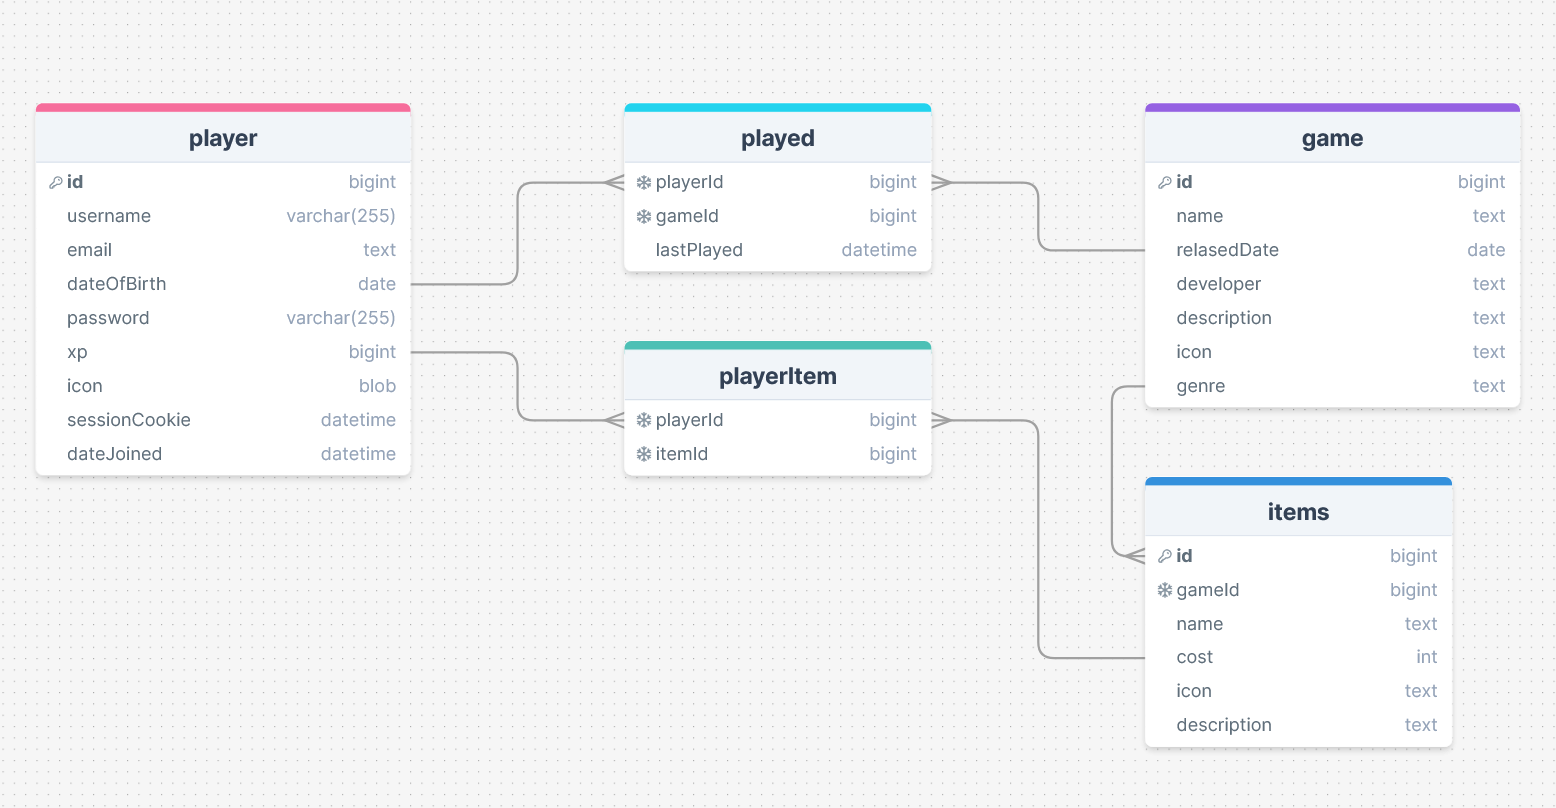 player
id bigint
username varchar(255)
email text
dateOfBirth date
password varchar(255)
xp bigint
icon blob
sessionCookie datetime
dateJoined datetime
played
playerId bigint
gameId bigint
lastPlayed datetime
playerItem
playerId bigint
itemId bigint
game
id bigint
name text
relasedDate date
developer text
description text
icon text
genre text
items
id bigint
gameId bigint
name text
cost int
icon text
description text